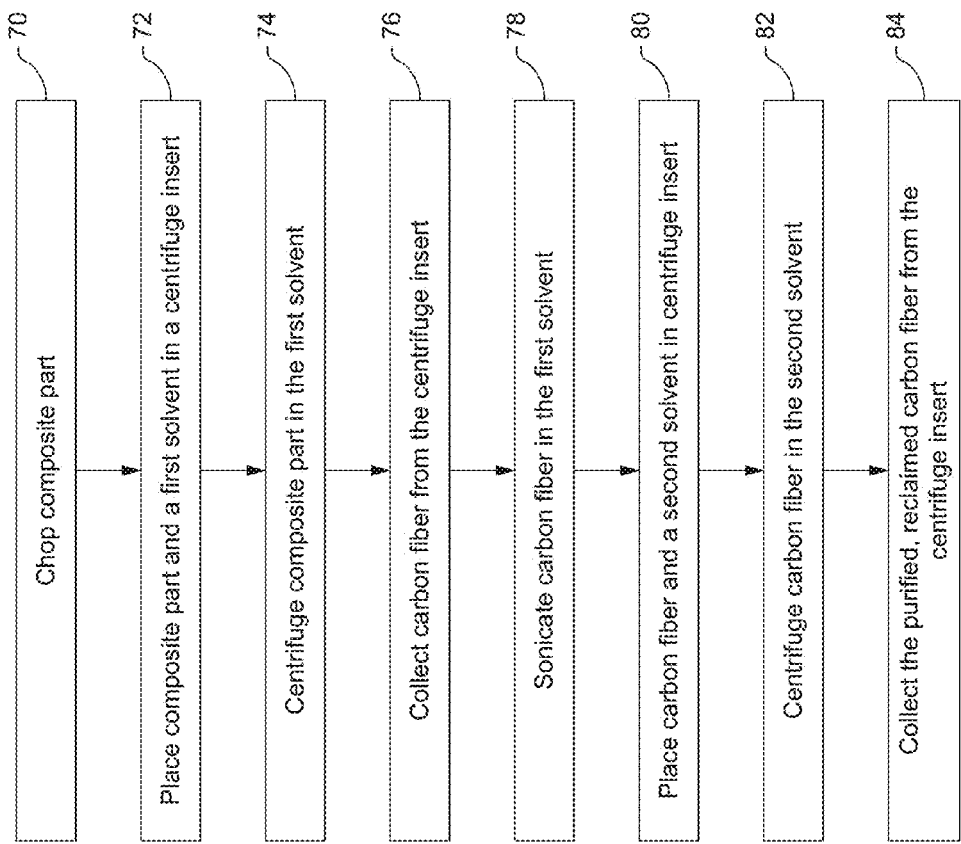 70
Chop composite part
72
Place composite part and a first solvent in a centrifuge insert
74
Centrifuge composite part in the first solvent
76
Collect carbon fiber from the centrifuge insert
78
Sonicate carbon fiber in the first solvent
80
Place carbon fiber and a second solvent in centrifuge insert
82
Centrifuge carbon fiber in the second solvent
84
Collect the purified, reclaimed carbon fiber from the
centrifuge insert